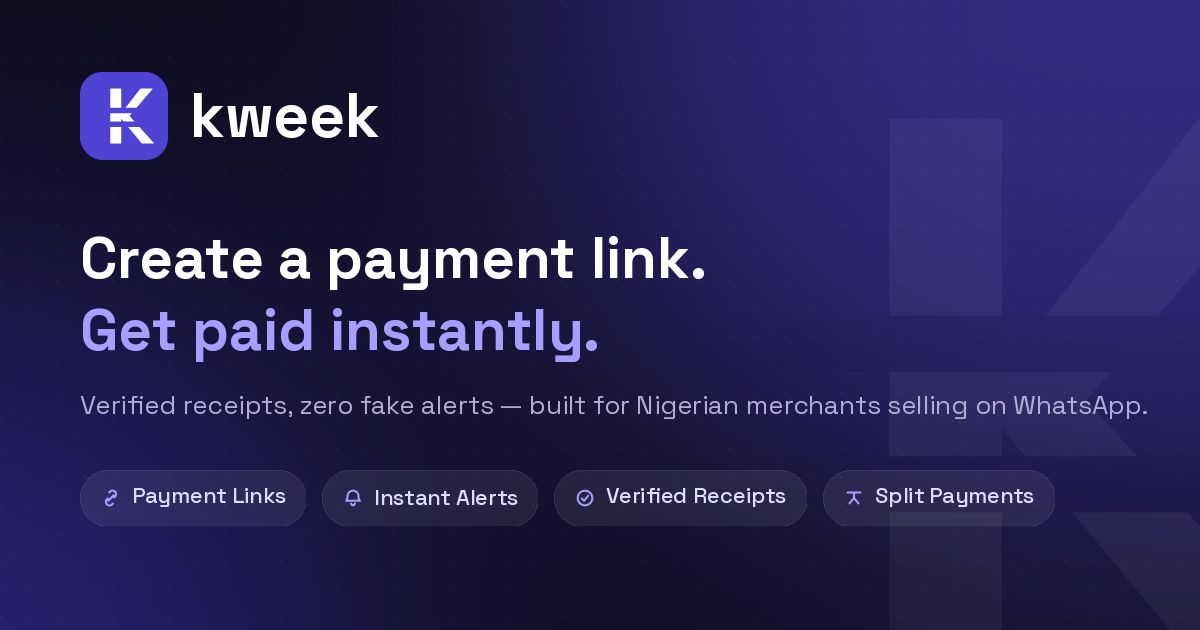 kweek
Create a payment link.
Get paid instantly.
Verified receipts, zero fake alerts — built for Nigerian merchants selling on WhatsApp.
Payment Links
Instant Alerts
Verified Receipts
Split Payments